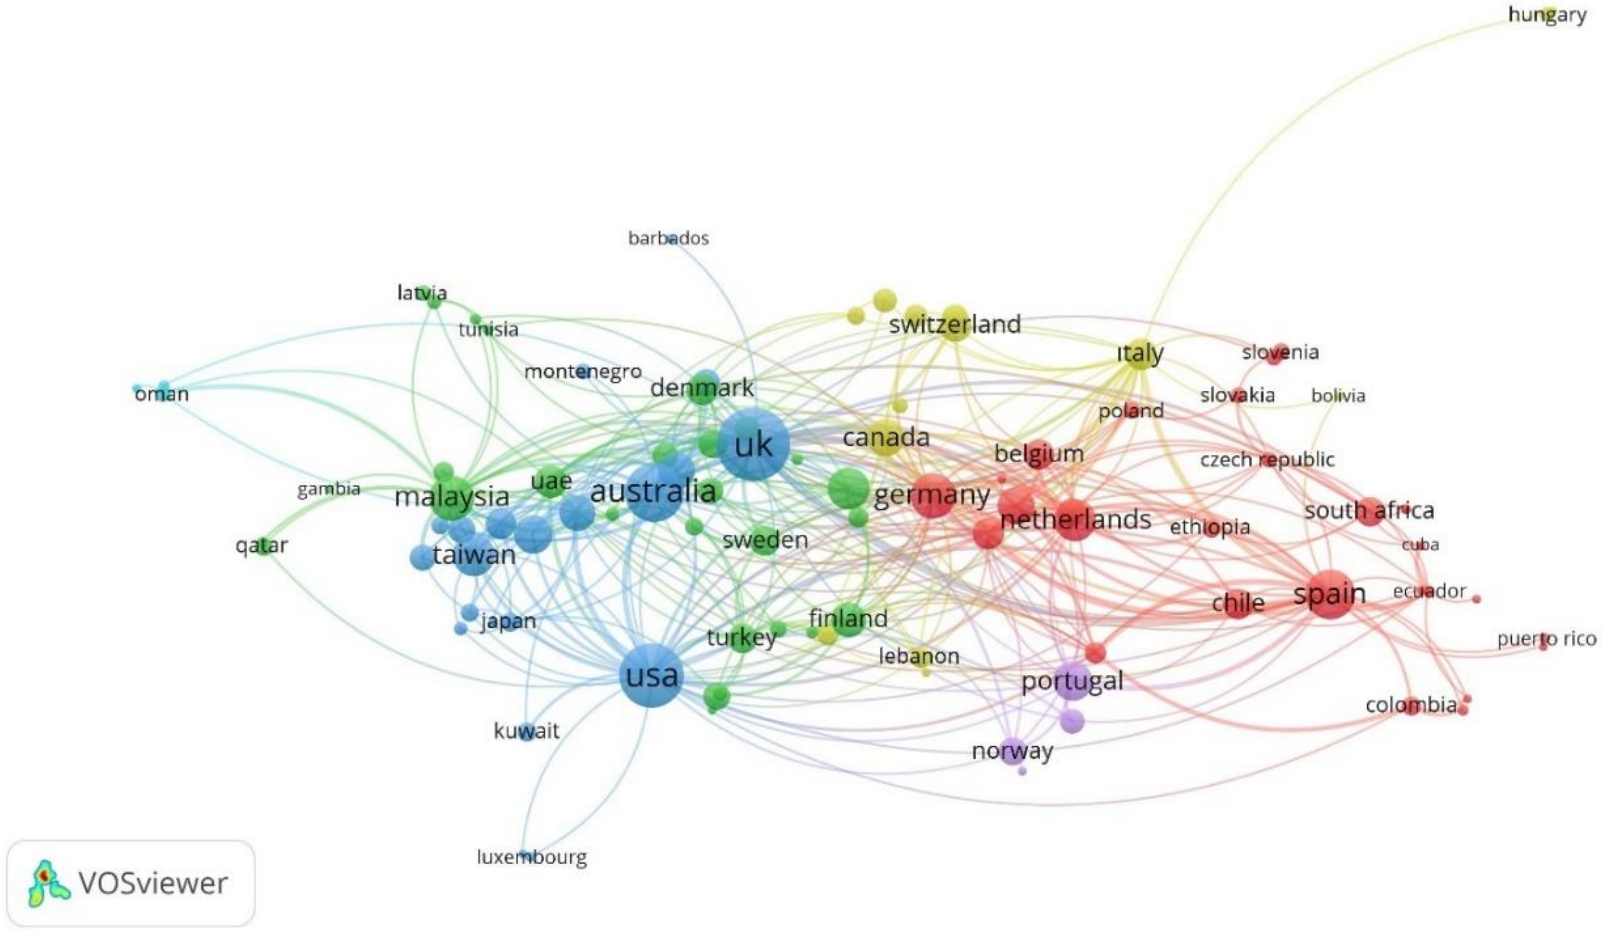 hungary
barbados
latvia
switzerland
tunisia
italy
slovenia
montenegro
denmark
oman
slovakia
bolivia
poland
uk
canada
belgium
czech republic
uae
gambia
australia
malaysia
germany
south africa
netherlands
ethiopia
sweden
qatar
cuba
taiwan
spain
ecuador
chile
japan
finland
turkey
puerto rico
lebanon
usa
portugal
colombia
kuwait
norway
luxembourg
VOSviewer